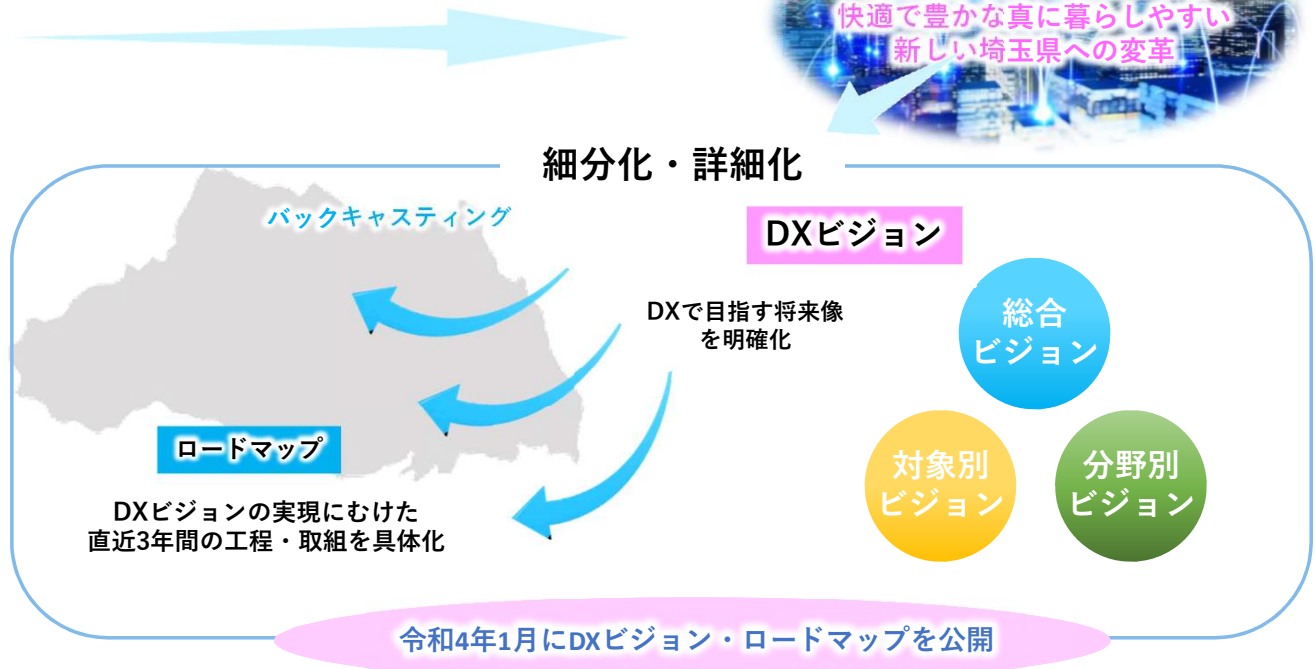 快適で豊かな真に暮らしやすい
新しい埼玉県への変革
細分化・詳細化
バックキャスティング
DXビジョン
DXで目指す将来像
を明確化
総合
ビジョン
ロードマップ
対象別
ビジョン
分野別
ビジョン
DXビジョンの実現にむけた
直近3年間の工程・取組を具体化
令和4年1月にDXビジョン・ロードマップを公開